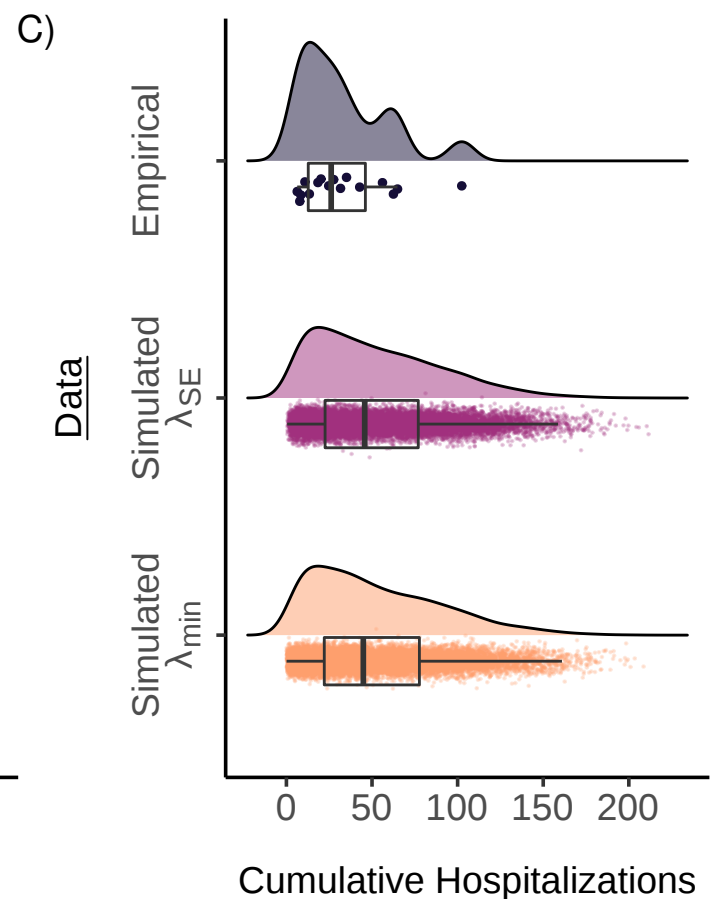 C)
Empirical
Simulated
λSE
Simulated
λmin
Data
0 50 100 150 200
Cumulative Hospitalizations